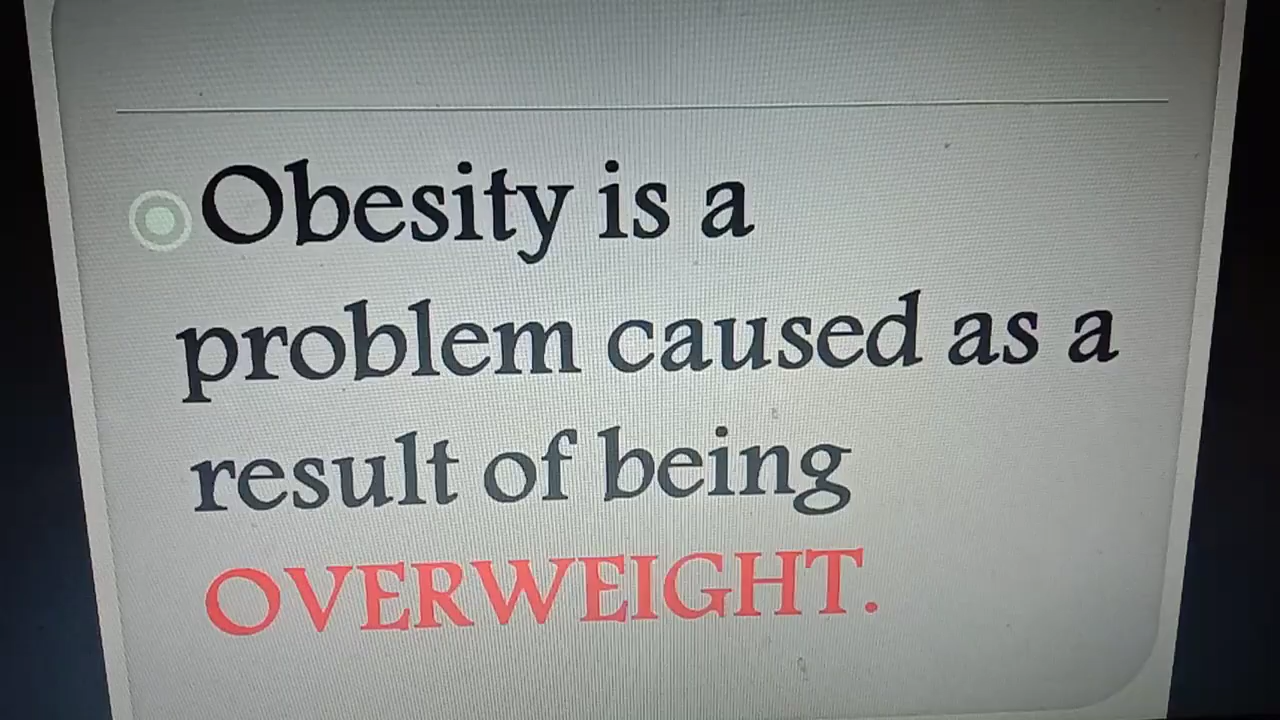 Obesity is a
problem caused as a
result of being
OVERWEIGHT.